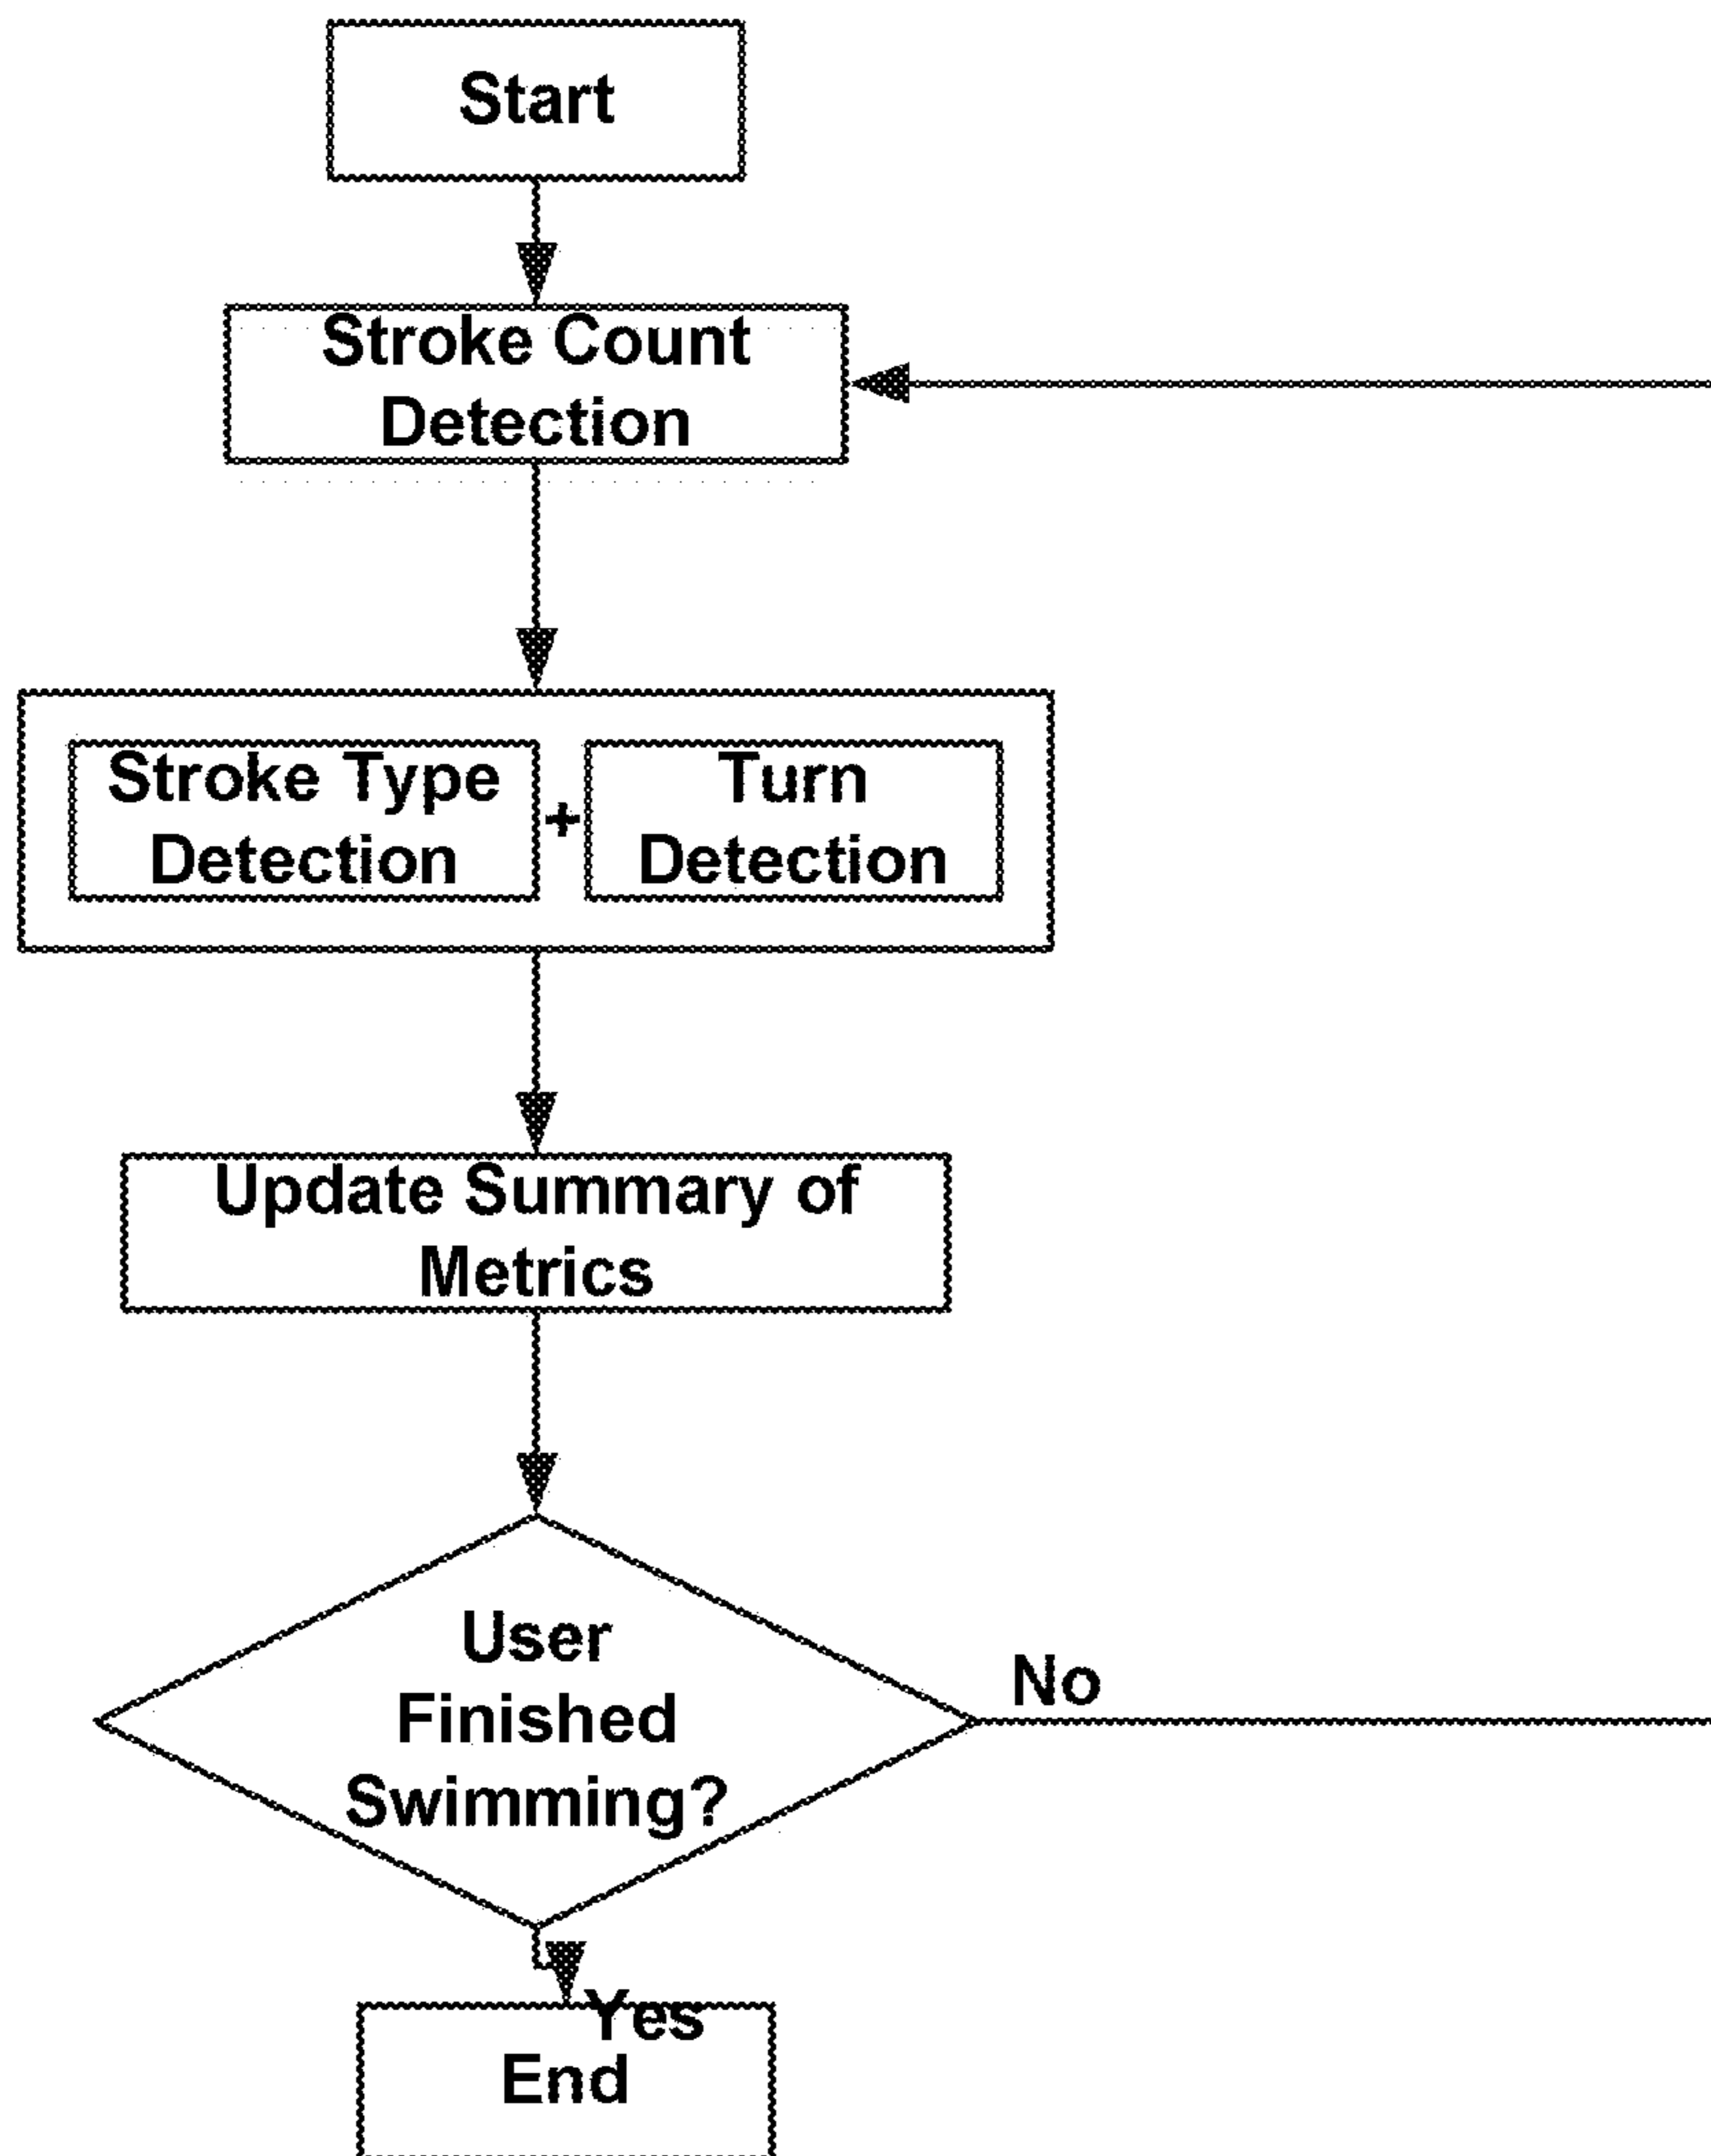 Start
Stroke Count
Detection
Stroke Type
Detection
+
Turn
Detection
Update Summary of
Metrics
User
Finished
Swimming?
No
Yes
End